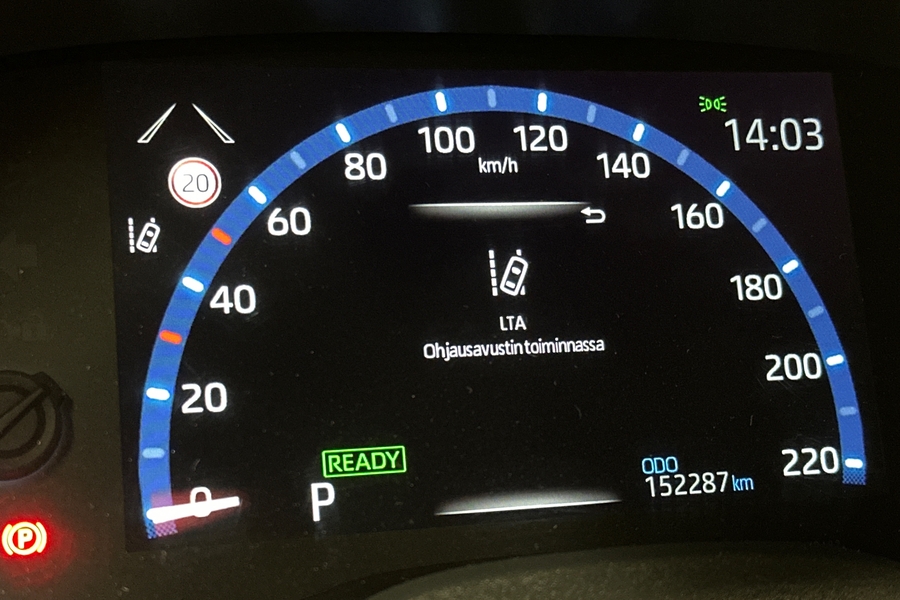 14:03
100
120
km/h
80
140
20
60
160
40
180
LTA
Ohjausavustin toiminnassa
200
20
READY
ODO
220
152287 km
0
P
P